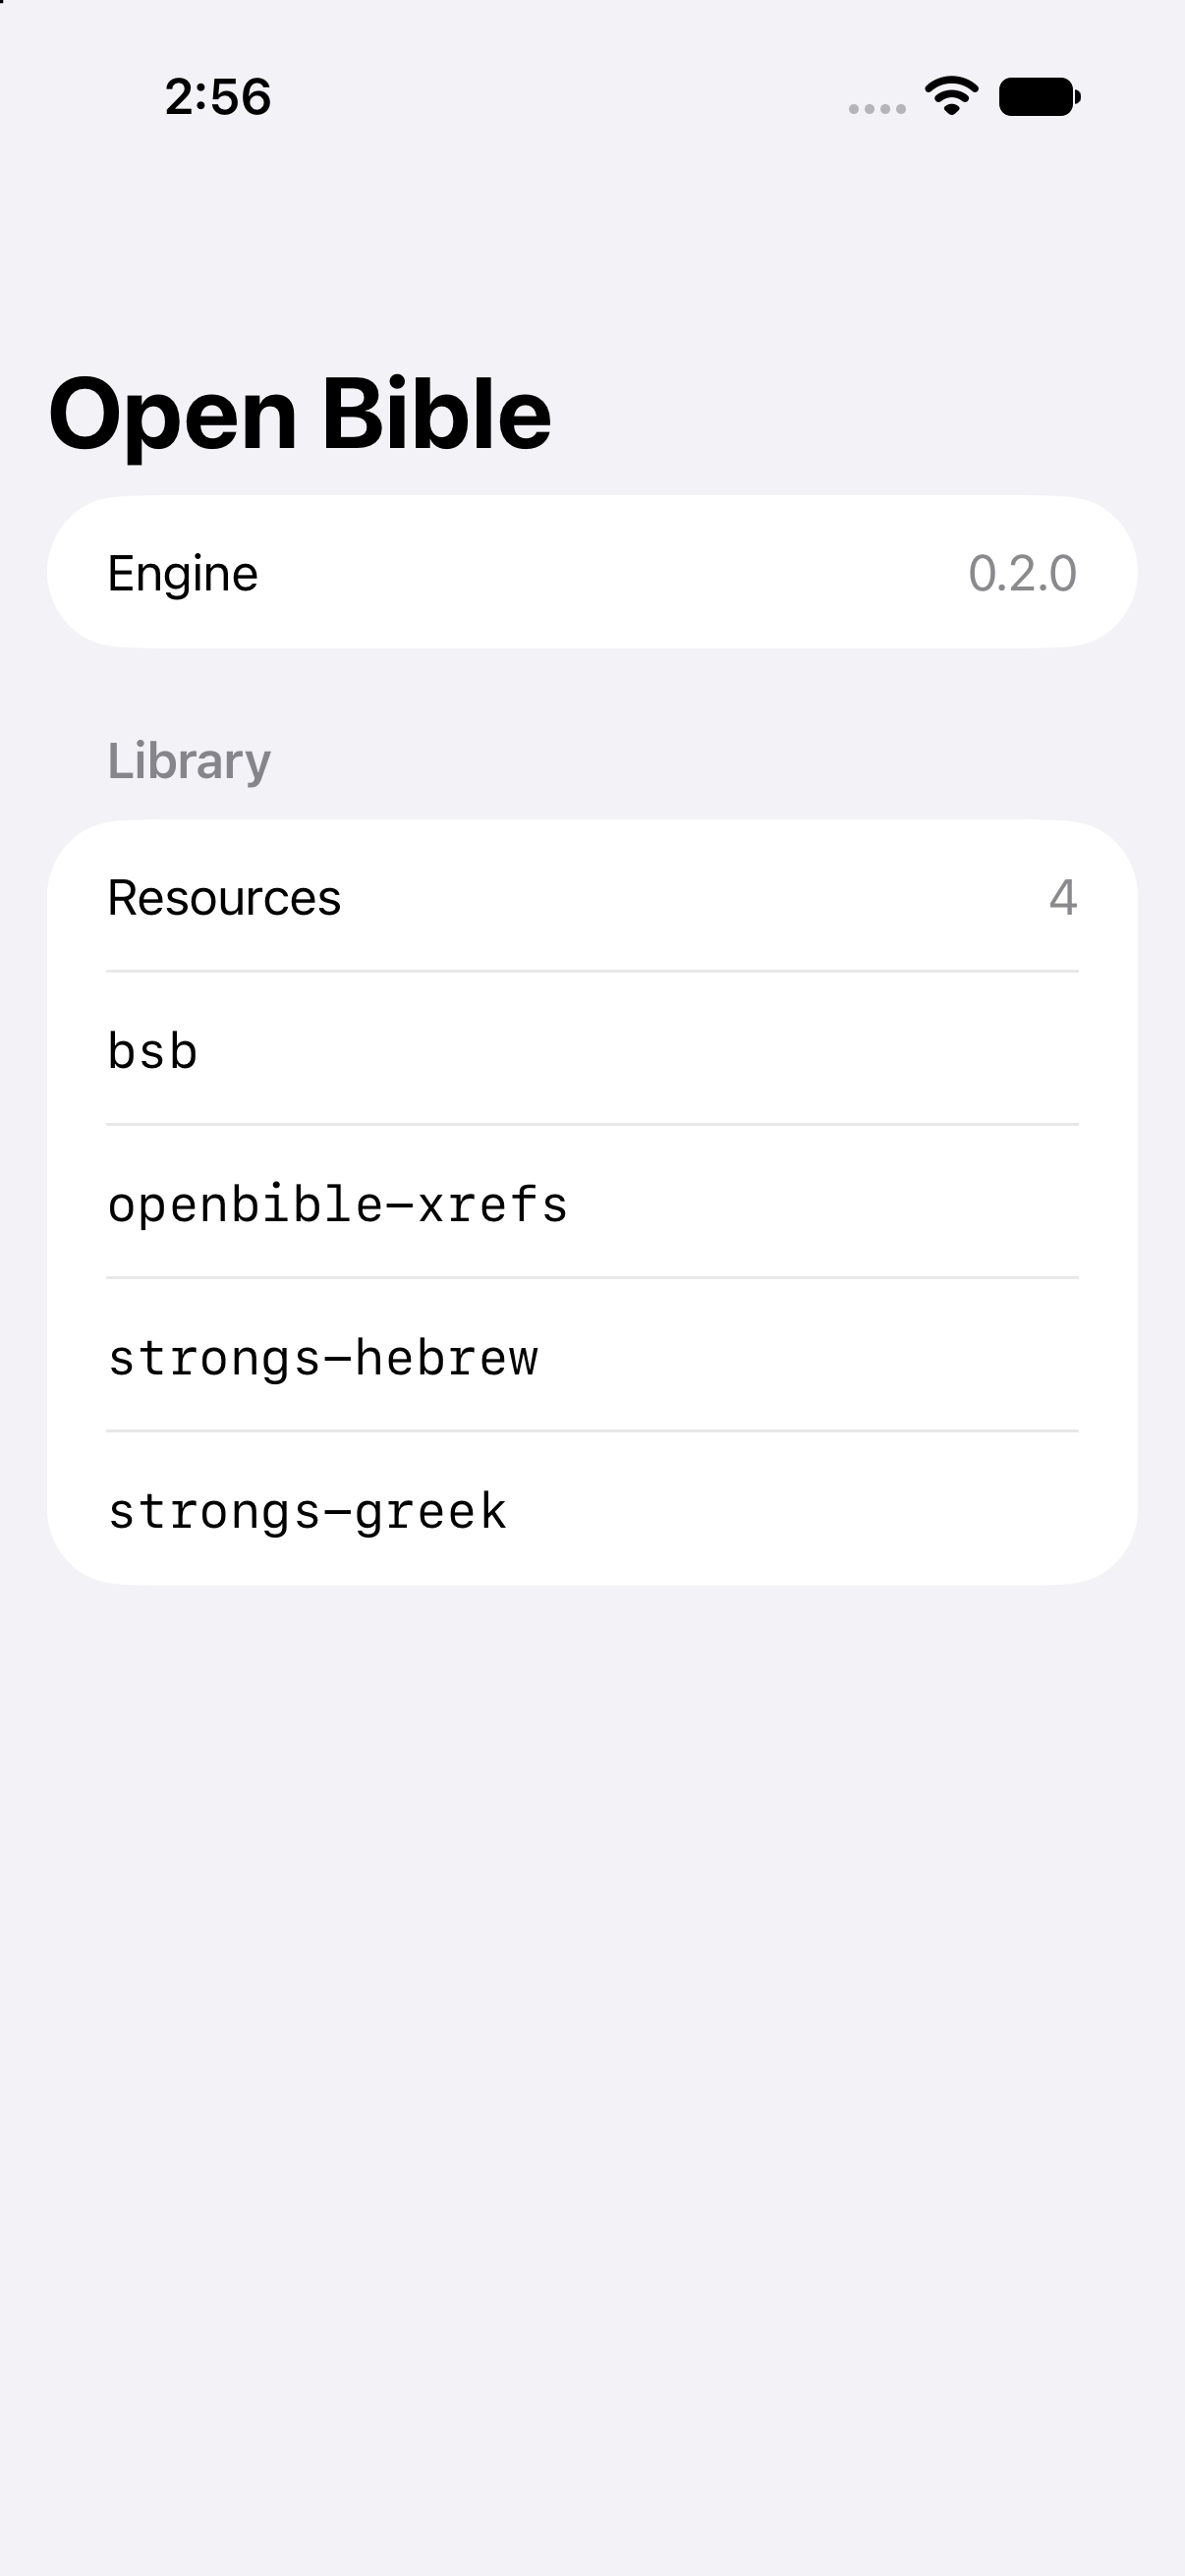 2:56
Open Bible
Engine 0.2.0
Library
Resources 4
bsb
openbible-xrefs
strongs-hebrew
strongs-greek